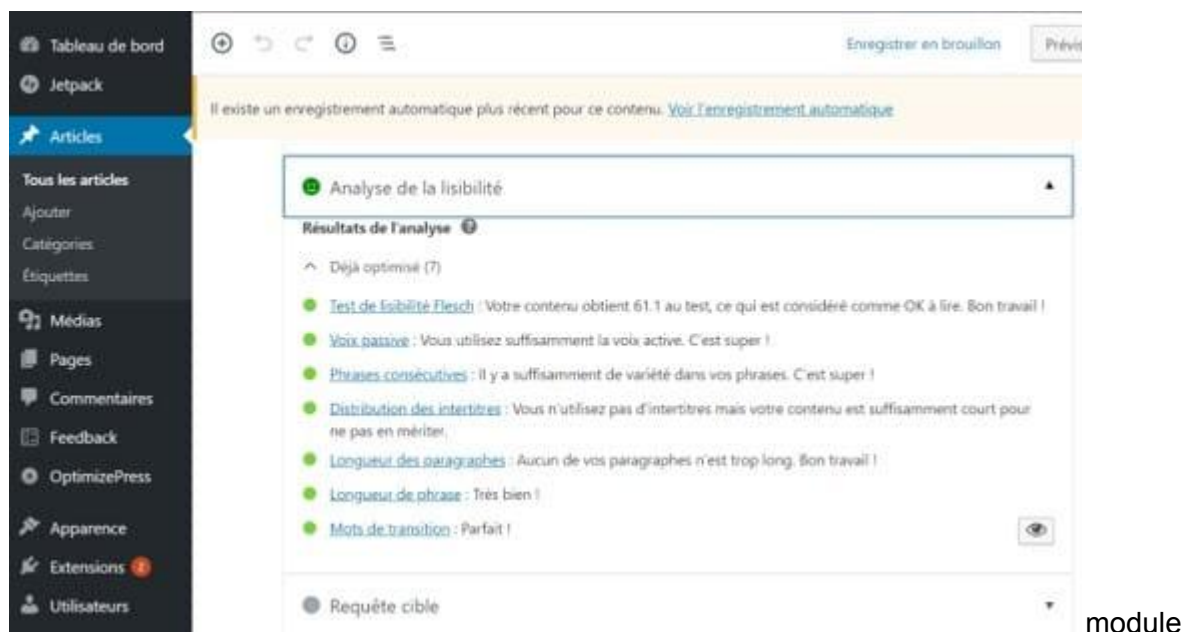 Tableau de bord
Jetpack
Articles
Tous les articles
Ajouter
Catégories
Étiquettes
Médias
Pages
Commentaires
Feedback
OptimizePress
Apparence
Extensions 2
Utilisateurs
Enregistrer en brouillon Prévis
Il existe un enregistrement automatique plus récent pour ce contenu. Voir l'enregistrement automatique
Analyse de la lisibilité
Résultats de l'analyse
Déjà optimisé (7)
Test de lisibilité Flesch : Votre contenu obtient 61.1 au test, ce qui est considéré comme OK à lire. Bon travail !
Voix passive : Vous utilisez suffisamment la voix active. C'est super !
Phrases consécutives : Il y a suffisamment de variété dans vos phrases. C'est super !
Distribution des intertitres : Vous n'utilisez pas d'intertitres mais votre contenu est suffisamment court pour
ne pas en mériter.
Longueur des paragraphes : Aucun de vos paragraphes n'est trop long. Bon travail !
Longueur de phrase : Très bien !
Mots de transition : Parfait !
Requête cible
module